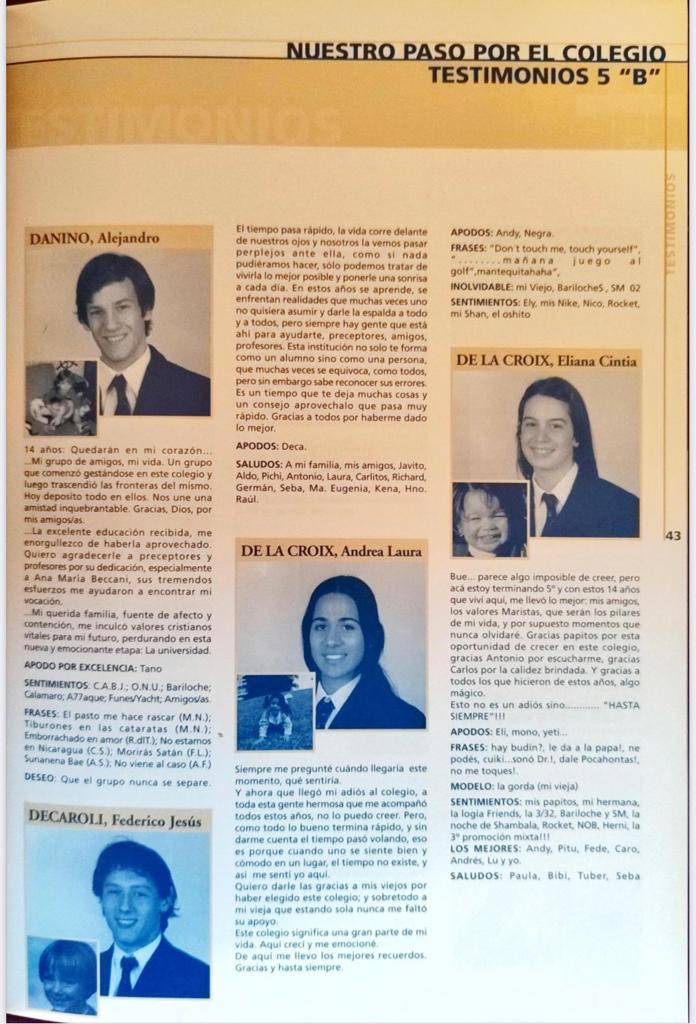 NUESTRO PASO POR EL COLEGIO
TESTIMONIOS 5 "B"
TESTIMONIOS
TESTIMONIOS
43
DANINO, Alejandro
14 años: Quedarán en mi corazón...
...Mi grupo de amigos, mi vida. Un grupo
que comenzó gestándose en este colegio y
luego trascendió las fronteras del mismo.
Hoy deposito todo en ellos. Nos une una
amistad inquebrantable. Gracias, Dios, por
mis amigos/as.
...La excelente educación recibida, me
enorgullezco de haberla aprovechado.
Quiero agradecerle a preceptores y
profesores por su dedicación, especialmente
a Ana Maria Beccani, sus tremendos
esfuerzos me ayudaron a encontrar mi
vocación.
...Mi querida familia, fuente de afecto y
contención, me inculcó valores cristianos
vitales para mi futuro, perdurando en esta
nueva y emocionante etapa: La universidad.
APODO POR EXCELENCIA: Tano
SENTIMIENTOS: C.A.B.J.; O.N.U.; Bariloche;
Calamaro; A77aque; Funes/Yacht; Amigos/as.
FRASES: El pasto me hace rascar (M.N.);
Tiburones en las cataratas (M.N.);
Emborrachado en amor (R.diT.); No estamos
en Nicaragua (C.S.); Morirás Satán (F.L.);
Sunanena Bae (A.S.); No viene al caso (A.F.)
DESEO: Que el grupo nunca se separe.
DECAROLI, Federico Jesús
El tiempo pasa rápido, la vida corre delante
de nuestros ojos y nosotros la vemos pasar
perplejos ante ella, como si nada
pudiéramos hacer, sólo podemos tratar de
vivirla lo mejor posible y ponerle una sonrisa
a cada dia. En estos años se aprende, se
enfrentan realidades que muchas veces uno
no quisiera asumir y darle la espalda a todo
y a todos, pero siempre hay gente que está
ahí para ayudarte, preceptores, amigos,
profesores. Esta institución no solo te forma
como un alumno sino como una persona,
que muchas veces se equivoca, como todos,
pero sin embargo sabe reconocer sus errores.
Es un tiempo que te deja muchas cosas y
un consejo aprovechalo que pasa muy
rápido. Gracias a todos por haberme dado
lo mejor.
APODOS: Deca.
SALUDOS: A mi familia, mis amigos, Javito,
Aldo, Pichi, Antonio, Laura, Carlitos, Richard,
Germán, Seba, Ma. Eugenia, Kena, Hno.
Raúl.
DE LA CROIX, Andrea Laura
Siempre me pregunté cuándo llegaría este
momento, qué sentiría.
Y ahora que llegó mi adiós al colegio, a
toda esta gente hermosa que me acompañó
todos estos años, no lo puedo creer. Pero,
como todo lo bueno termina rápido, y sin
darme cuenta el tiempo pasó volando, eso
es porque cuando uno se siente bien y
cómodo en un lugar, el tiempo no existe, y
así me sentí yo aquí.
Quiero darle las gracias a mis viejos por
haber elegido este colegio; y sobretodo a
mi vieja que estando sola nunca me faltó
su apoyo.
Este colegio significa una gran parte de mi
vida. Aquí crecí y me emocioné.
De aquí me llevo los mejores recuerdos.
Gracias y hasta siempre.
APODOS: Andy, Negra.
FRASES: "Don't touch me, touch yourself",
"........mañana juego al
golf",mantequitahaha",
INOLVIDABLE: mi Viejo, BarilocheS, SM 02
SENTIMIENTOS: Ely, mis Nike, Nico, Rocket,
mi Shan, el oshito
DE LA CROIX, Eliana Cintia
Bue... parece algo imposible de creer, pero
acá estoy terminando 5º y con estos 14 años
que viví aquí, me llevó lo mejor: mis amigos,
los valores Maristas, que serán los pilares
de mi vida, y por supuesto momentos que
nunca olvidaré. Gracias papitos por esta
oportunidad de crecer en este colegio,
gracias Antonio por escucharme, gracias
Carlos por la calidez brindada. Y gracias a
todos los que hicieron de estos años, algo
mágico.
Esto no es un adiós sino............ "HASTA
SIEMPRE"!!!
APODOS: Eli, mono, yeti...
FRASES: hay budin?, le da a la papa!, ne
podés, cuiki...sonó Dr.!, dale Pocahontas!,
no me toques!.
MODELO: la gorda (mi vieja)
SENTIMIENTOS: mis papitos, mi hermana,
la logia Friends, la 3/32, Bariloche y SM, la
noche de Shambala, Rocket, NOB, Herni, la
3º promoción mixta!!!
LOS MEJORES: Andy, Pitu, Fede, Caro,
Andrés, Lu y yo.
SALUDOS: Paula, Bibi, Tuber, Seba